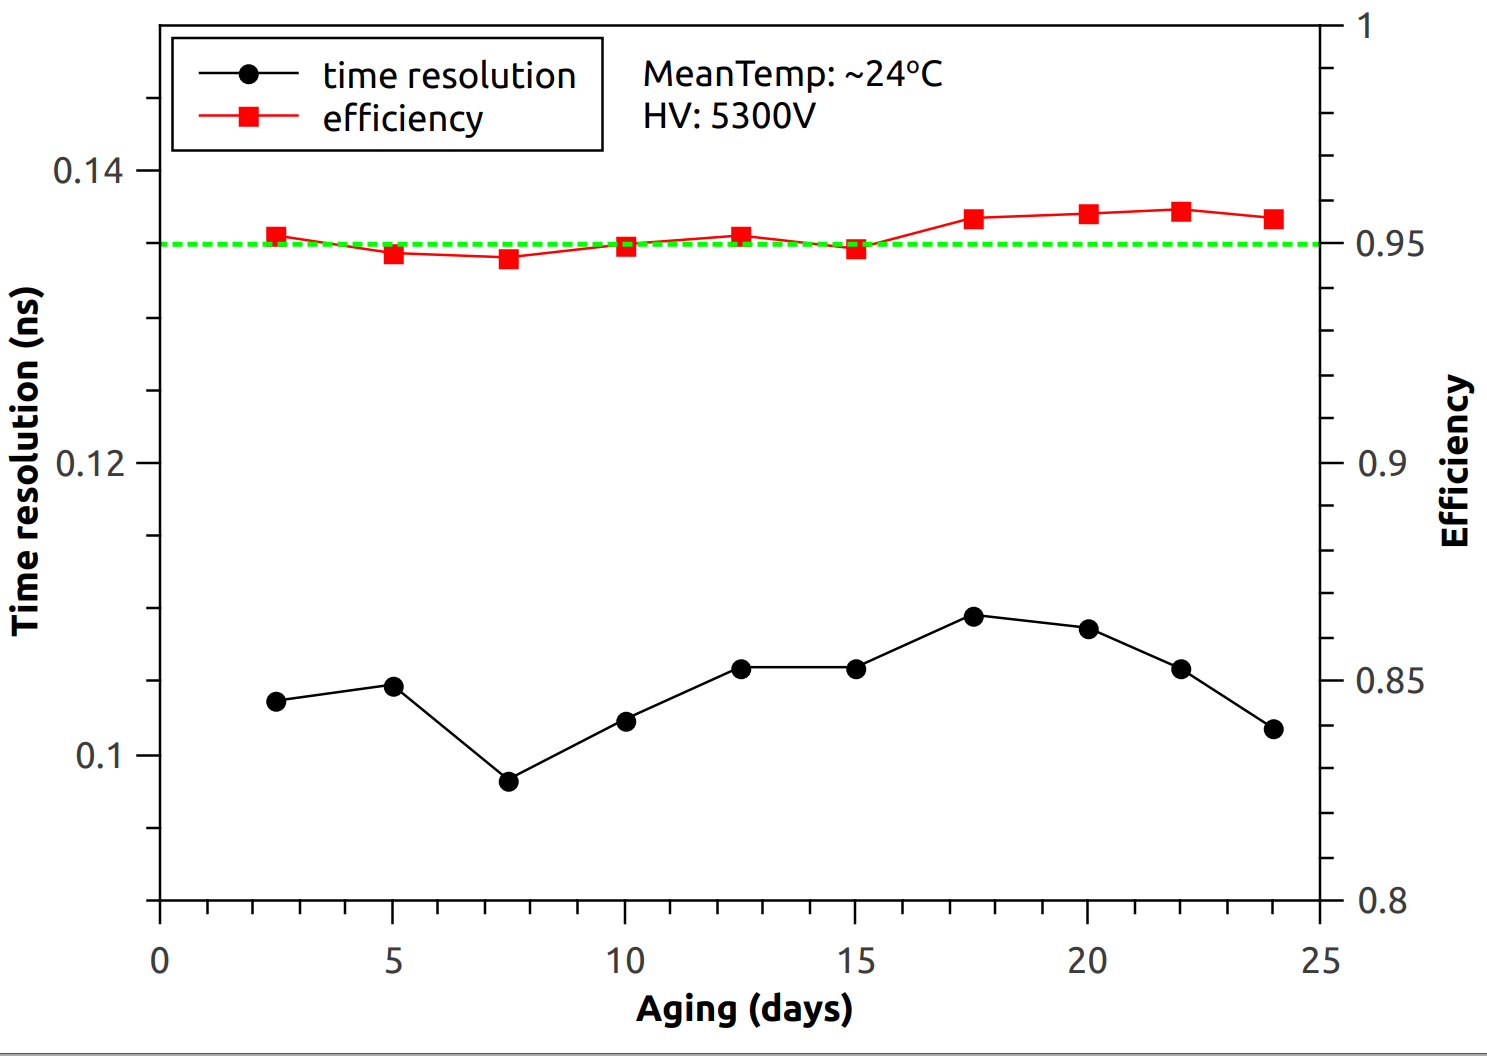 time resolution
efficiency
MeanTemp: ~24ºC
HV: 5300V
Time resolution (ns)
0.14
0.12
0.1
1
0.95
0.9
0.85
0.8
Efficiency
0 5 10 15 20 25
Aging (days)